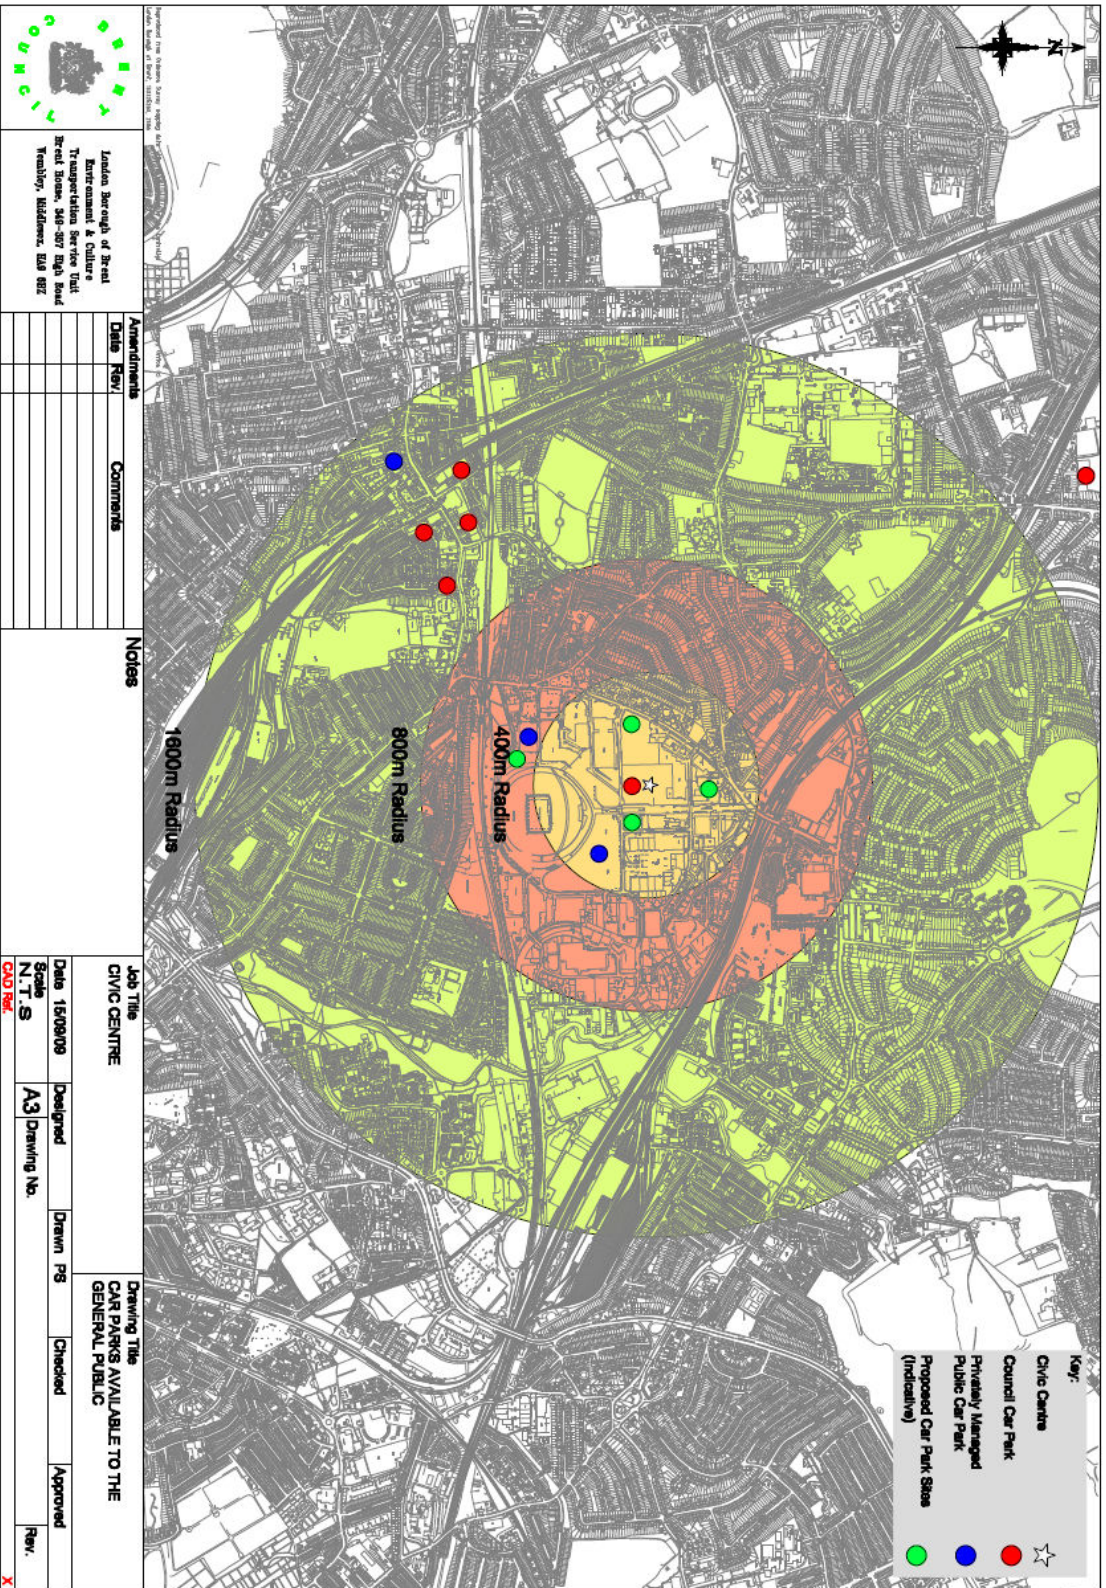 N
Key:
Civic Centre
Council Car Park
Privately Managed
Public Car Park
Proposed Car Park Sites
(Indicative)
400m Radius
800m Radius
1600m Radius
BRENT
COUNCIL
London Borough of Brent
Environment & Culture
Transportation Service Unit
Brent House, 349-357 High Road
Wembley, Middlesex, HA9 6BZ
Amendments
Date Rev. Comments
Notes
Job Title
CIVIC CENTRE
Drawing Title
CAR PARKS AVAILABLE TO THE
GENERAL PUBLIC
Date 15/09/09 Designed Drawn PS Checked Approved
Scale
N.T.S A3 Drawing No. Rev.
CAD Ref. X